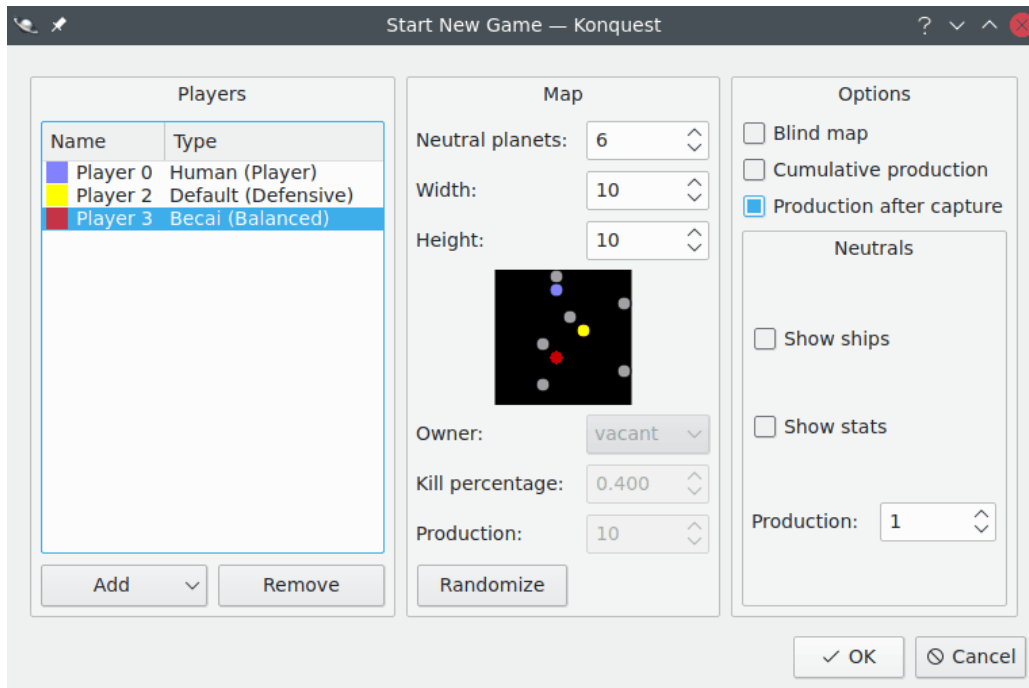 Start New Game — Konquest
Players
Name Type
Player 0 Human (Player)
Player 2 Default (Defensive)
Player 3 Becai (Balanced)
Add
Remove
Map
Neutral planets: 6
Width: 10
Height: 10
Owner: vacant
Kill percentage: 0.400
Production: 10
Randomize
Options
Blind map
Cumulative production
Production after capture
Neutrals
Show ships
Show stats
Production: 1
OK
Cancel